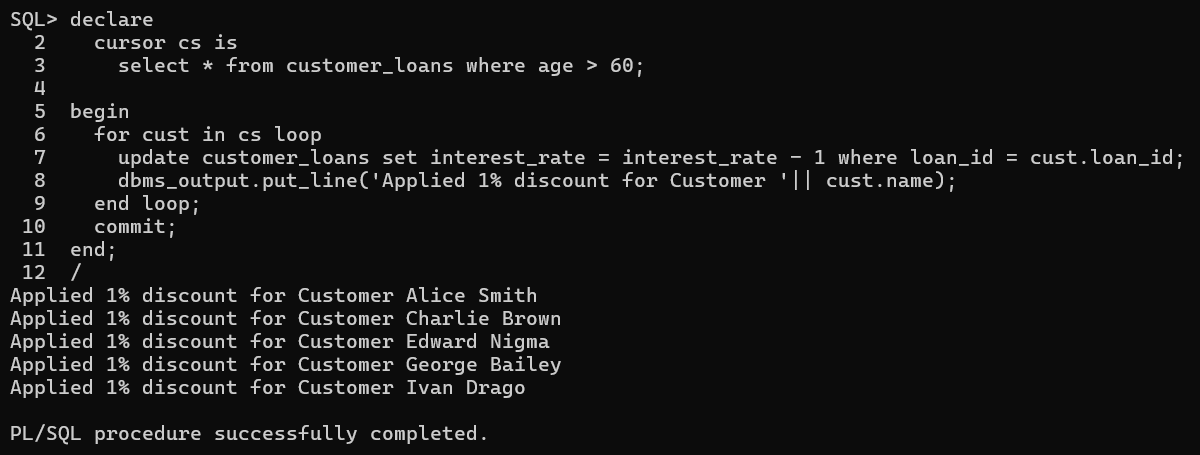 SQL> declare
  2    cursor cs is
  3      select * from customer_loans where age > 60;
  4
  5  begin
  6    for cust in cs loop
  7      update customer_loans set interest_rate = interest_rate - 1 where loan_id = cust.loan_id;
  8      dbms_output.put_line('Applied 1% discount for Customer '|| cust.name);
  9    end loop;
 10    commit;
 11  end;
 12  /
Applied 1% discount for Customer Alice Smith
Applied 1% discount for Customer Charlie Brown
Applied 1% discount for Customer Edward Nigma
Applied 1% discount for Customer George Bailey
Applied 1% discount for Customer Ivan Drago

PL/SQL procedure successfully completed.